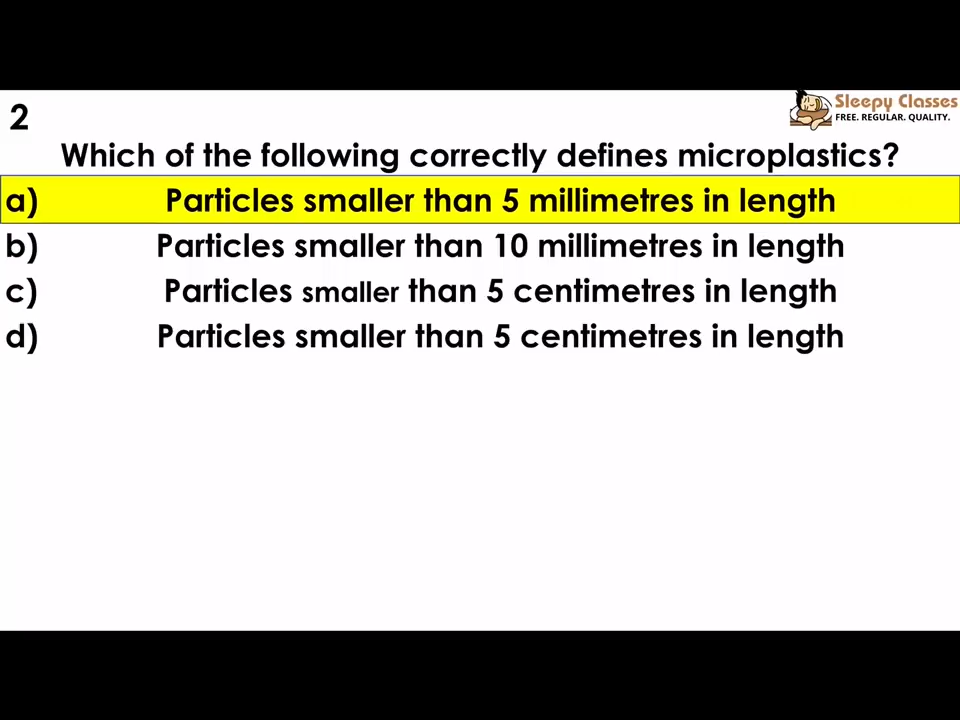 2
Sleepy Classes
FREE. REGULAR. QUALITY.
Which of the following correctly defines microplastics?
a) Particles smaller than 5 millimetres in length
b) Particles smaller than 10 millimetres in length
c) Particles smaller than 5 centimetres in length
d) Particles smaller than 5 centimetres in length